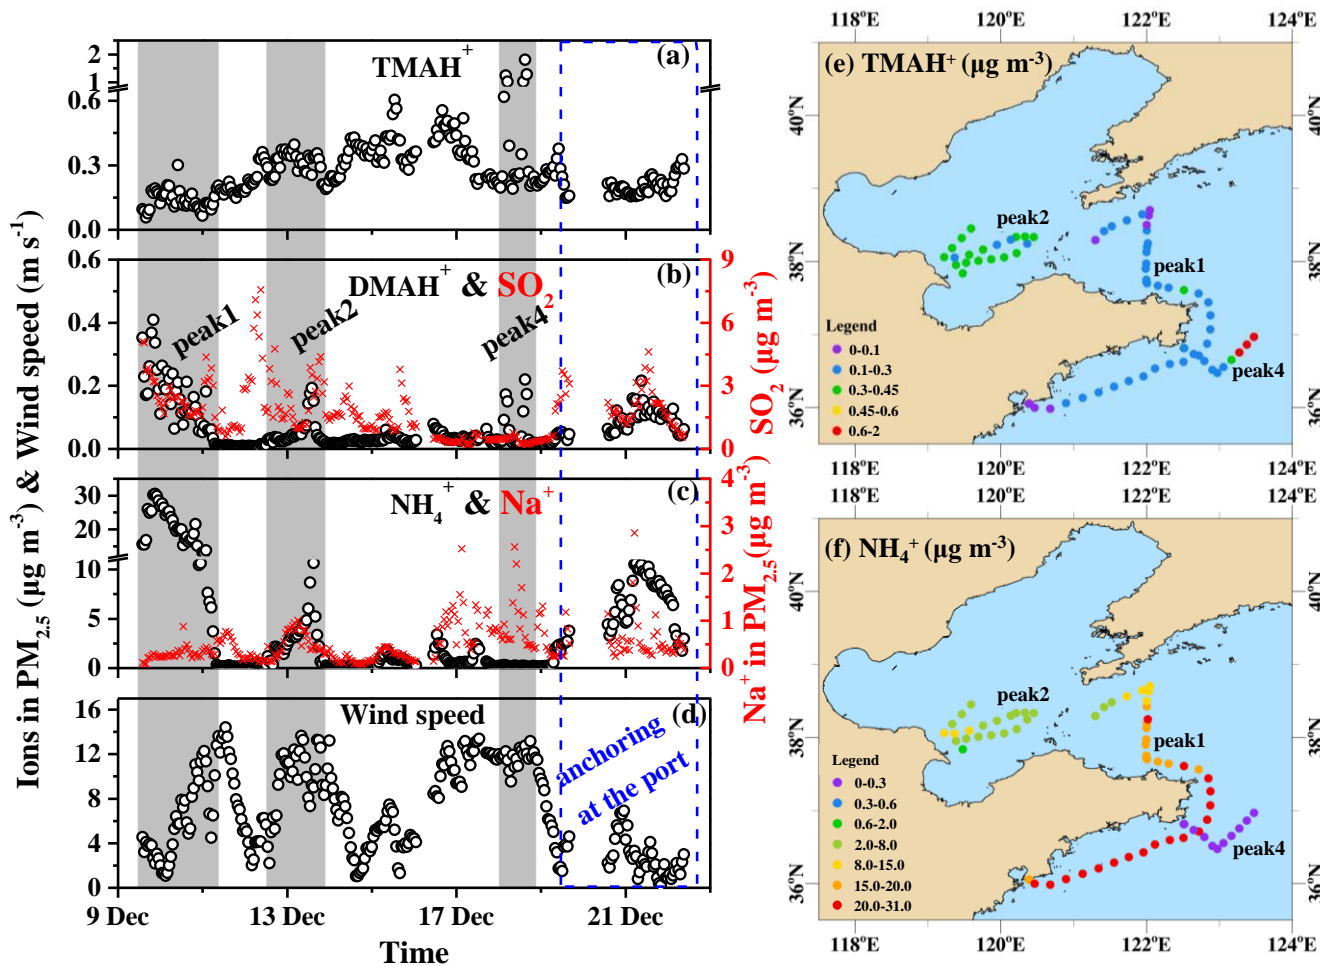 Ions in PM2.5 (μg m-3) & Wind speed (m s-1)
2
1
0.6
0.3
0.0
TMAH+
(a)
0.6
0.4
0.2
0.0
DMAH+ & SO2
(b)
peak1
peak2
peak4
9
6
3
0
SO2 (μg m-3)
30
20
10
5
0
NH4+ & Na+
(c)
4
3
2
1
0
Na+ in PM2.5 (μg m-3)
16
12
8
4
0
Wind speed
(d)
anchoring
at the port
9 Dec
13 Dec
17 Dec
21 Dec
Time
118°E
120°E
122°E
124°E
(e) TMAH+ (μg m-3)
40°N
40°N
38°N
38°N
36°N
36°N
peak2
peak1
peak4
Legend
0-0.1
0.1-0.3
0.3-0.45
0.45-0.6
0.6-2
118°E
120°E
122°E
124°E
(f) NH4+ (μg m-3)
40°N
40°N
38°N
38°N
36°N
36°N
peak2
peak1
peak4
Legend
0-0.3
0.3-0.6
0.6-2.0
2.0-8.0
8.0-15.0
15.0-20.0
20.0-31.0
118°E
120°E
122°E
124°E